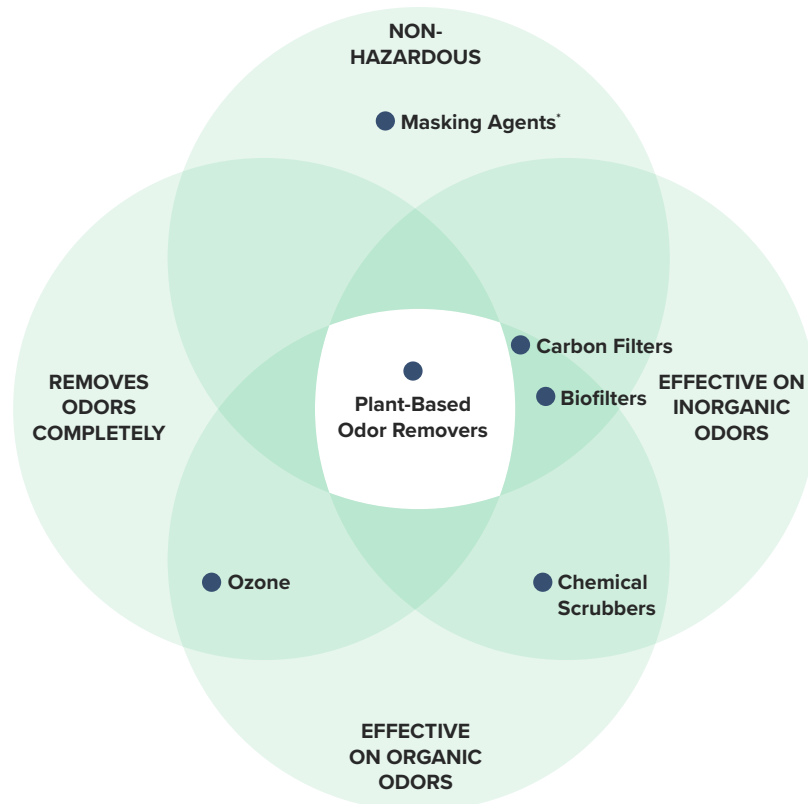 NON-
HAZARDOUS
Masking Agents*
Carbon Filters
REMOVES
ODORS
COMPLETELY
Plant-Based
Odor Removers
Biofilters
EFFECTIVE ON
INORGANIC
ODORS
Ozone
Chemical
Scrubbers
EFFECTIVE
ON ORGANIC
ODORS